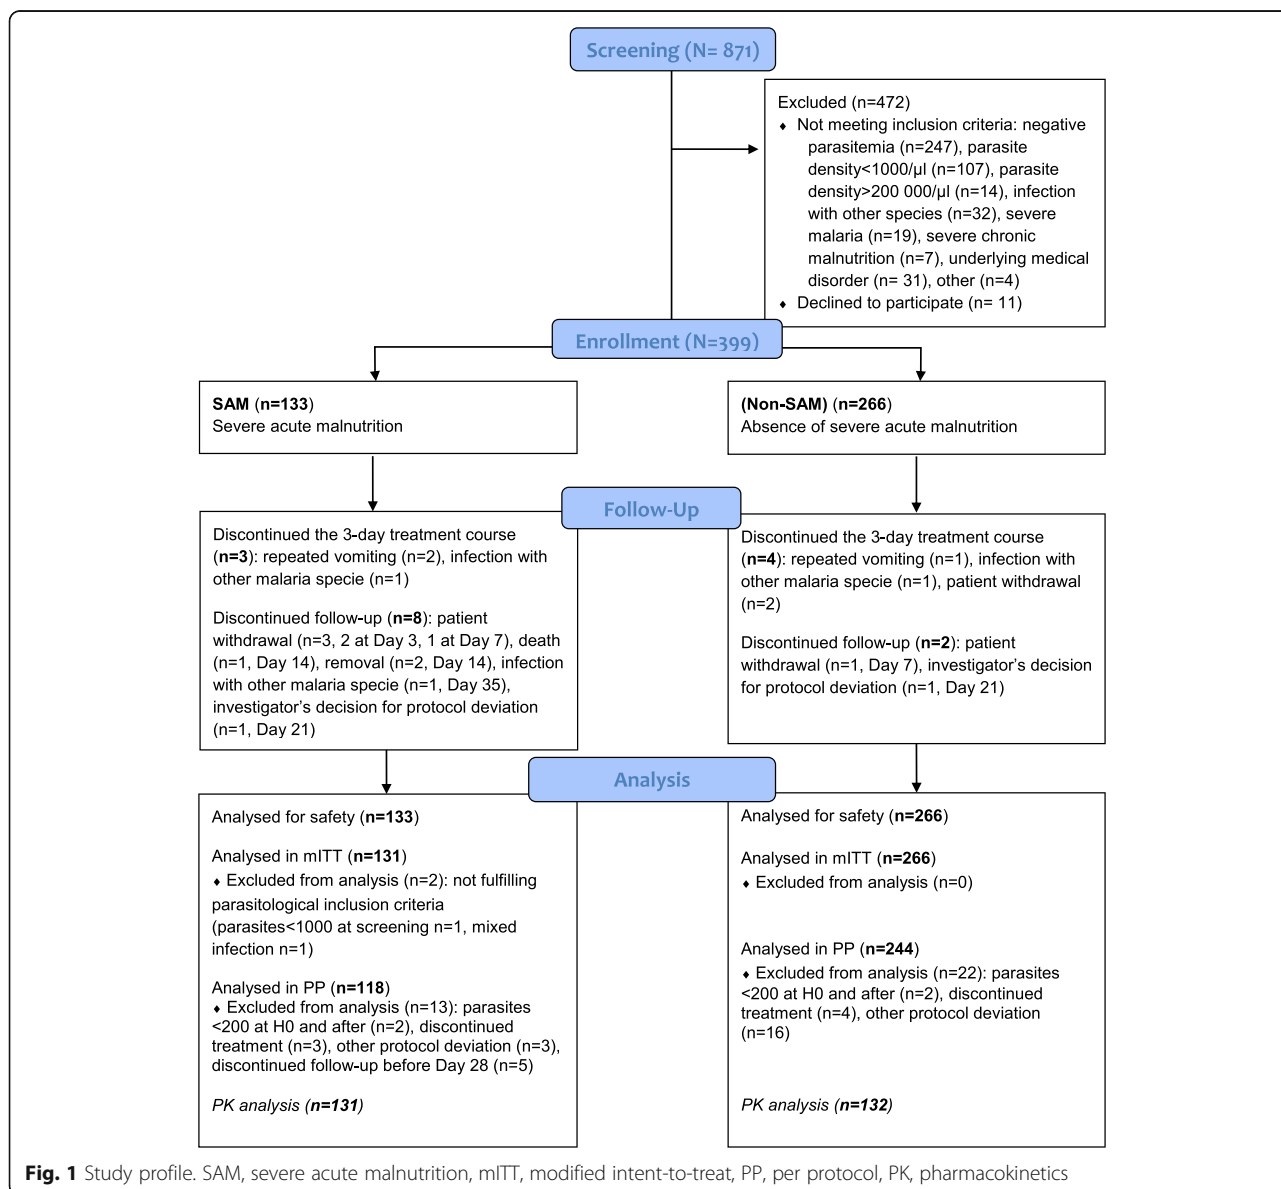 Screening (N= 871)
Excluded (n=472)
♦ Not meeting inclusion criteria: negative
parasitemia (n=247), parasite
density<1000/µl (n=107), parasite
density>200 000/µl (n=14), infection
with other species (n=32), severe
malaria (n=19), severe chronic
malnutrition (n=7), underlying medical
disorder (n= 31), other (n=4)
♦ Declined to participate (n= 11)
Enrollment (N=399)
SAM (n=133)
Severe acute malnutrition
(Non-SAM) (n=266)
Absence of severe acute malnutrition
Follow-Up
Discontinued the 3-day treatment course
(n=3): repeated vomiting (n=2), infection with
other malaria specie (n=1)
Discontinued follow-up (n=8): patient
withdrawal (n=3, 2 at Day 3, 1 at Day 7), death
(n=1, Day 14), removal (n=2, Day 14), infection
with other malaria specie (n=1, Day 35),
investigator's decision for protocol deviation
(n=1, Day 21)
Discontinued the 3-day treatment course
(n=4): repeated vomiting (n=1), infection with
other malaria specie (n=1), patient withdrawal
(n=2)
Discontinued follow-up (n=2): patient
withdrawal (n=1, Day 7), investigator's decision
for protocol deviation (n=1, Day 21)
Analysis
Analysed for safety (n=133)
Analysed in mITT (n=131)
♦ Excluded from analysis (n=2): not fulfilling
parasitological inclusion criteria
(parasites<1000 at screening n=1, mixed
infection n=1)
Analysed in PP (n=118)
♦ Excluded from analysis (n=13): parasites
<200 at H0 and after (n=2), discontinued
treatment (n=3), other protocol deviation (n=3),
discontinued follow-up before Day 28 (n=5)
PK analysis (n=131)
Analysed for safety (n=266)
Analysed in mITT (n=266)
♦ Excluded from analysis (n=0)
Analysed in PP (n=244)
♦ Excluded from analysis (n=22): parasites
<200 at H0 and after (n=2), discontinued
treatment (n=4), other protocol deviation
(n=16)
PK analysis (n=132)
Fig. 1 Study profile. SAM, severe acute malnutrition, mITT, modified intent-to-treat, PP, per protocol, PK, pharmacokinetics